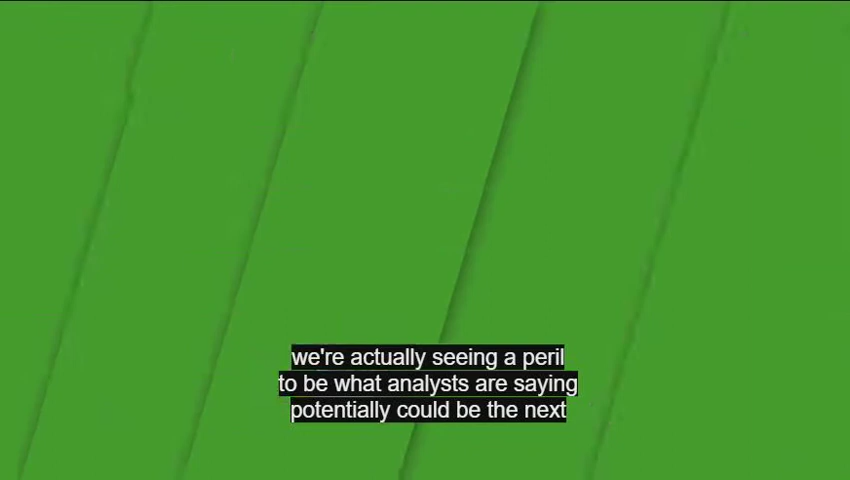 we're actually seeing a peril
to be what analysts are saying
potentially could be the next